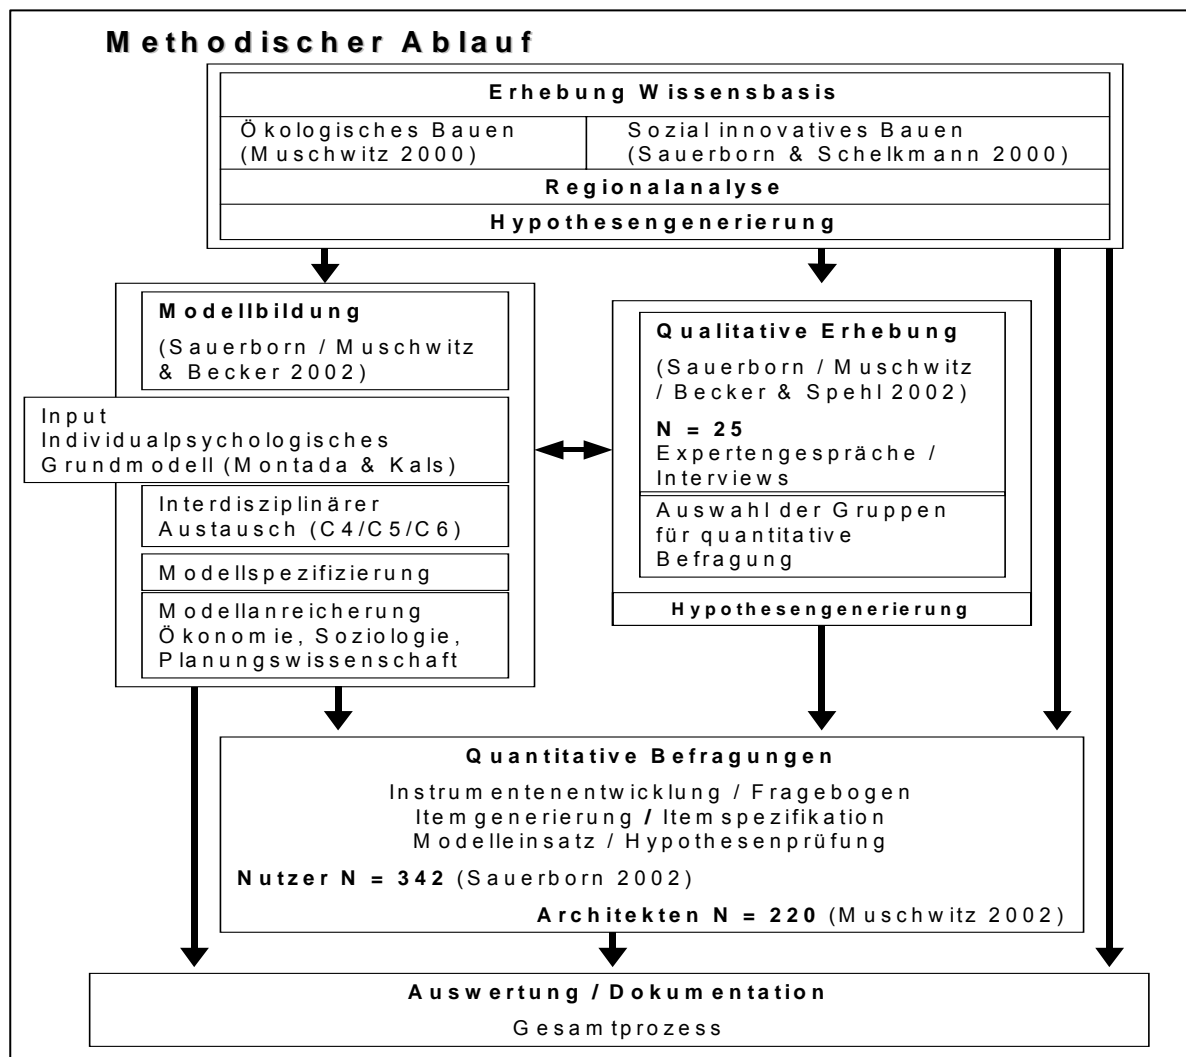 Methodischer Ablauf
Erhebung Wissensbasis
Ökologisches Bauen
(Muschwitz 2000)
Sozial innovatives Bauen
(Sauerborn & Schelkmann 2000)
Regionalanalyse
Hypothesengenerierung
Modellbildung
(Sauerborn / Muschwitz
& Becker 2002)
Input
Individualpsychologisches
Grundmodell (Montada & Kals)
Interdisziplinärer
Austausch (C4/C5/C6)
Modellspezifizierung
Modellanreicherung
Ökonomie, Soziologie,
Planungswissenschaft
Qualitative Erhebung
(Sauerborn / Muschwitz
/ Becker & Spehl 2002)
N = 25
Expertengespräche /
Interviews
Auswahl der Gruppen
für quantitative
Befragung
Hypothesengenerierung
Quantitative Befragungen
Instrumentenentwicklung / Fragebogen
Itemgenerierung / Itemspezifikation
Modelleinsatz / Hypothesenprüfung
Nutzer N = 342 (Sauerborn 2002)
Architekten N = 220 (Muschwitz 2002)
Auswertung / Dokumentation
Gesamtprozess